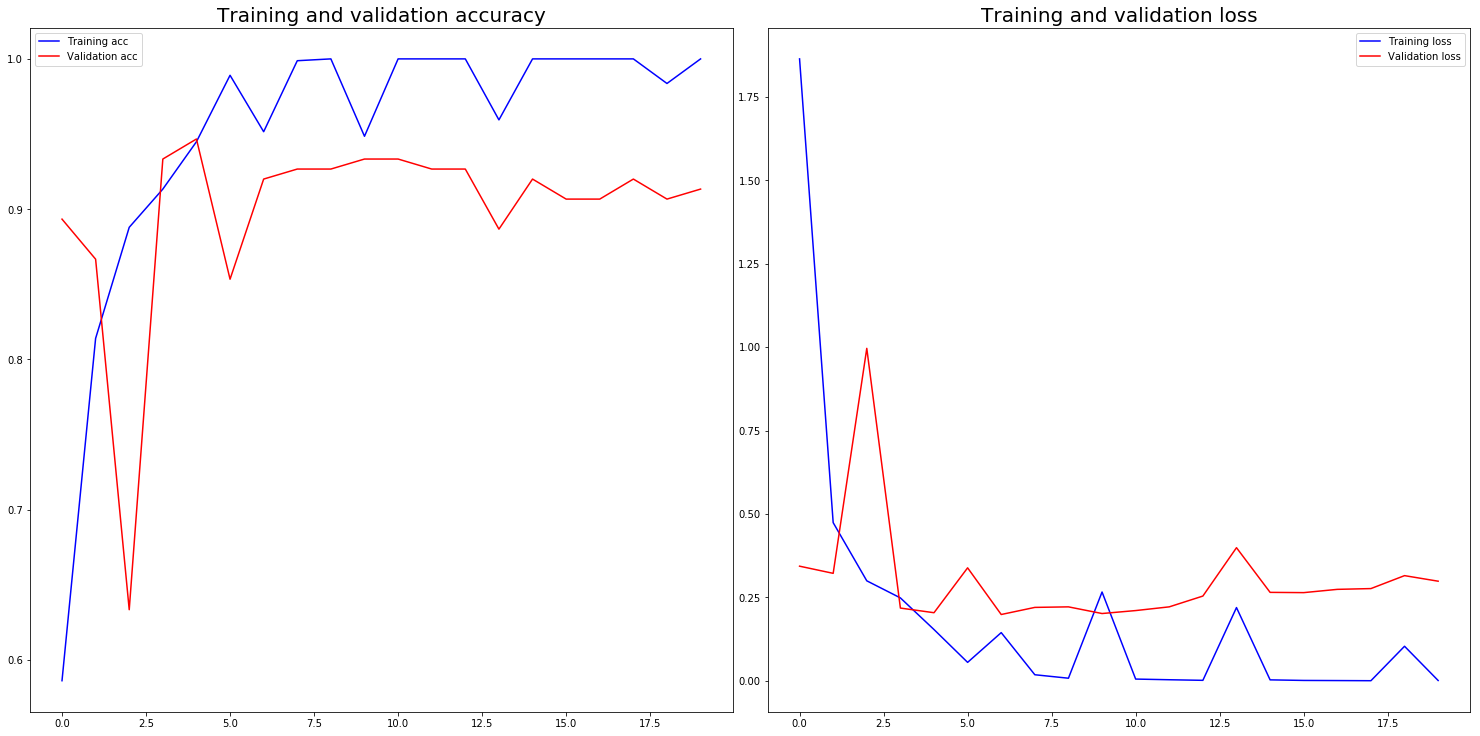 Training and validation accuracy
Training acc
Validation acc
1.0
0.9
0.8
0.7
0.6
0.0 2.5 5.0 7.5 10.0 12.5 15.0 17.5
Training and validation loss
Training loss
Validation loss
1.75
1.50
1.25
1.00
0.75
0.50
0.25
0.00
0.0 2.5 5.0 7.5 10.0 12.5 15.0 17.5